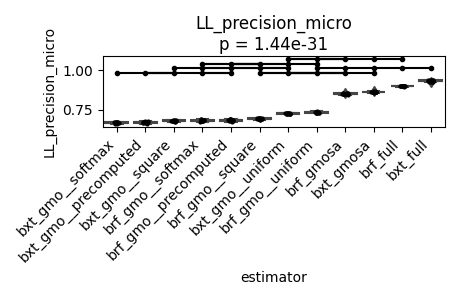 LL_precision_micro
p = 1.44e-31
LL_precision_micro
1.00
0.75
bxt_gmo__softmax
bxt_gmo__precomputed
bxt_gmo__square
brf_gmo__softmax
brf_gmo__precomputed
brf_gmo__square
bxt_gmo__uniform
brf_gmo__uniform
brf_gmosa
bxt_gmosa
brf_full
bxt_full
estimator